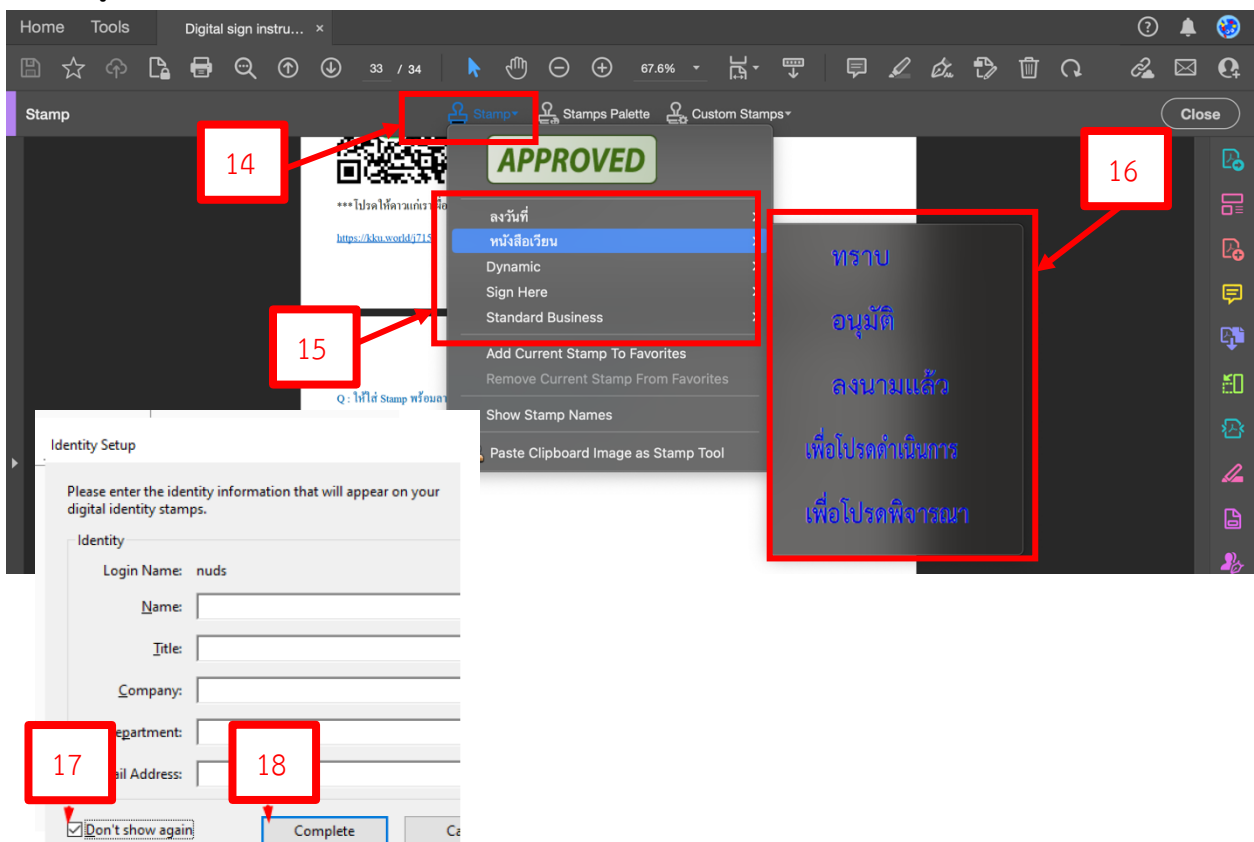 Home Tools Digital sign instru... ×
33 / 34 67.6%
Stamp Stamp Stamps Palette Custom Stamps Close
14
APPROVED
16
***โปรดให้ดาวแก่เรา
https://kku.world/j715
ลงวันที่
หนังสือเวียน
Dynamic
Sign Here
Standard Business
ทราบ
อนุมัติ
ลงนามแล้ว
เพื่อโปรดดำเนินการ
เพื่อโปรดพิจารณา
15
Add Current Stamp To Favorites
Remove Current Stamp From Favorites
Q : ให้ใส่ Stamp พร้อม
Show Stamp Names
Paste Clipboard Image as Stamp Tool
Identity Setup
Please enter the identity information that will appear on your
digital identity stamps.
Identity
Login Name: nuds
Name:
Title:
Company:
epartment:
17
18
ail Address:
Don't show again Complete Ca